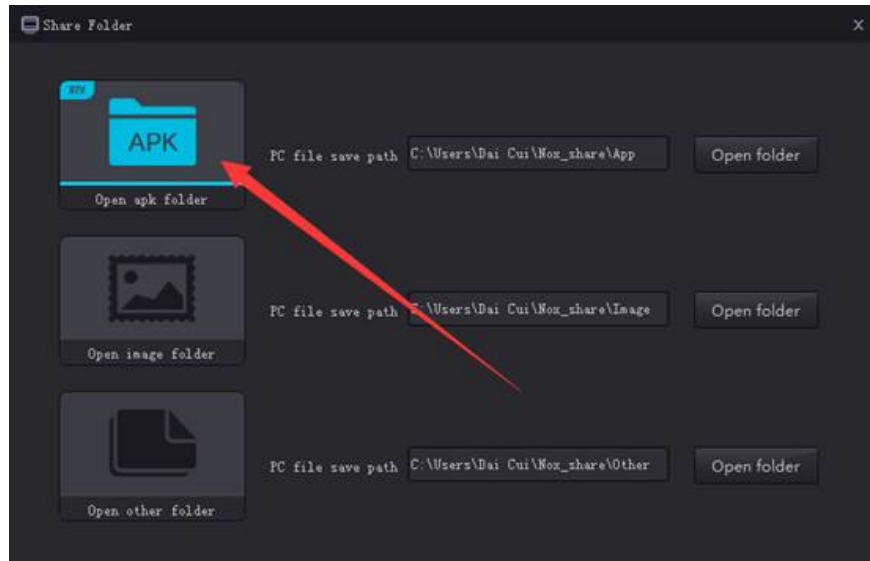 Share Folder
X
APK
Open apk folder
PC file save path
C:\Users\Dai Cui\Nox_share\App
Open folder
Open image folder
PC file save path
:\Users\Dai Cui\Nox_share\Image
Open folder
Open other folder
PC file save path
C:\Users\Dai Cui\Nox_share\Other
Open folder